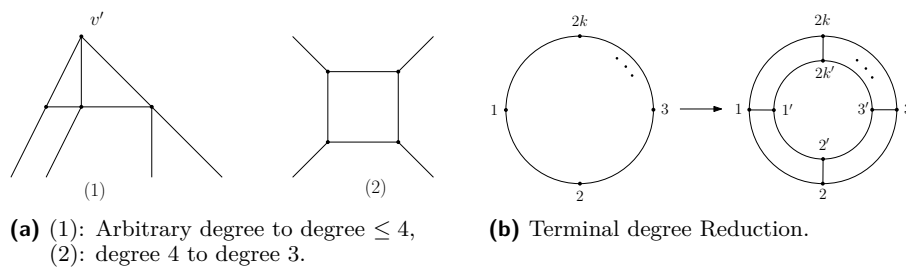 v′
(1)
(2)
2k
1
3
2
2k′
1′
3′
2′
2k
1
3
2
(a) (1): Arbitrary degree to degree ≤ 4,
(2): degree 4 to degree 3.
(b) Terminal degree Reduction.